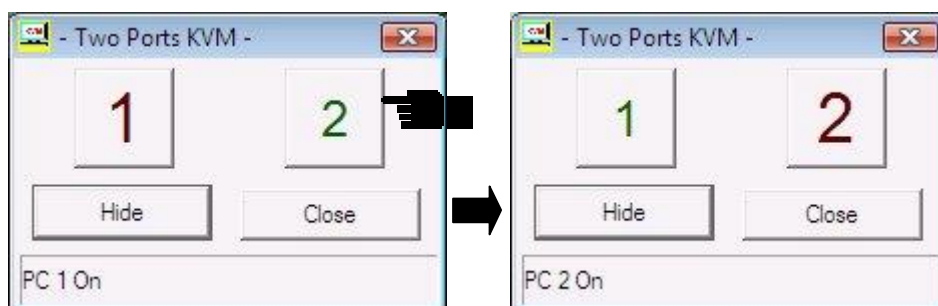 - Two Ports KVM -
1 2
Hide Close
PC 1 On
- Two Ports KVM -
1 2
Hide Close
PC 2 On